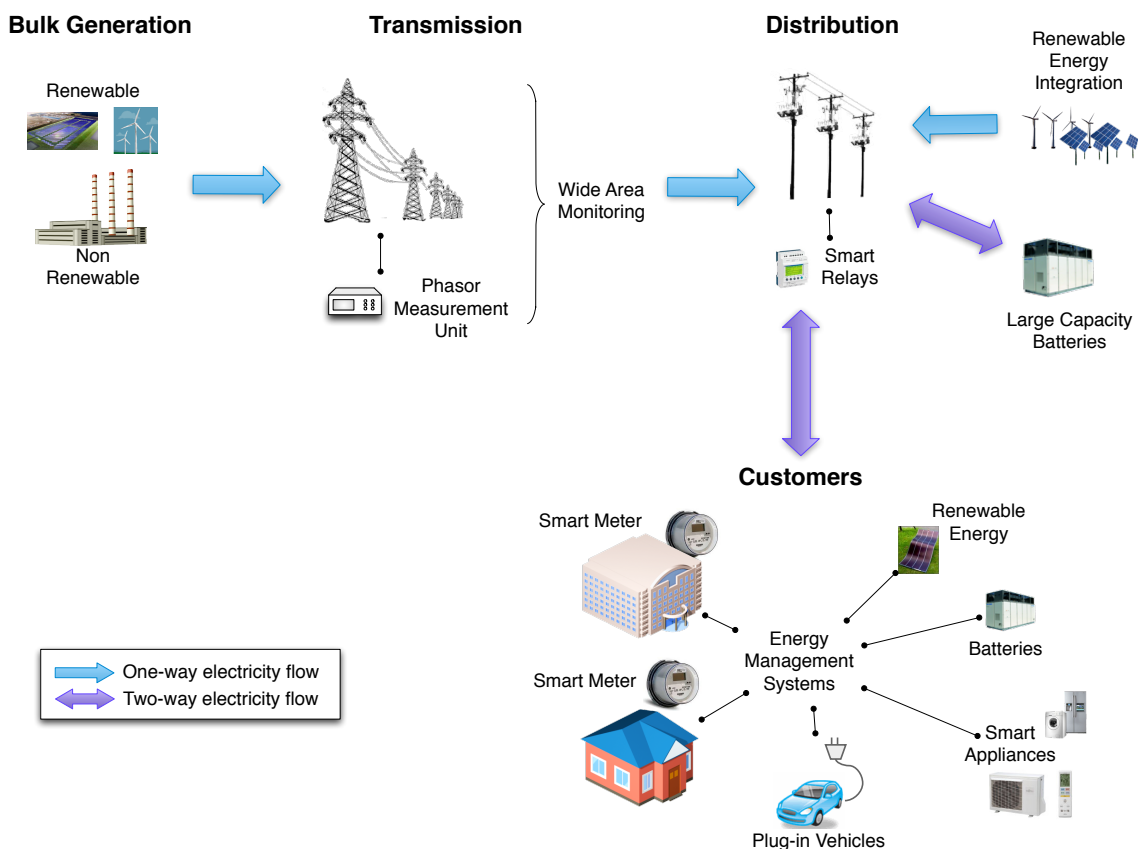 Bulk Generation
Transmission
Distribution
Renewable
Energy
Integration
Renewable
Non
Renewable
Wide Area
Monitoring
Phasor
Measurement
Unit
Smart
Relays
Large Capacity
Batteries
Customers
Smart Meter
Renewable
Energy
Energy
Management
Systems
Batteries
Smart Meter
Smart
Appliances
Plug-in Vehicles
One-way electricity flow
Two-way electricity flow